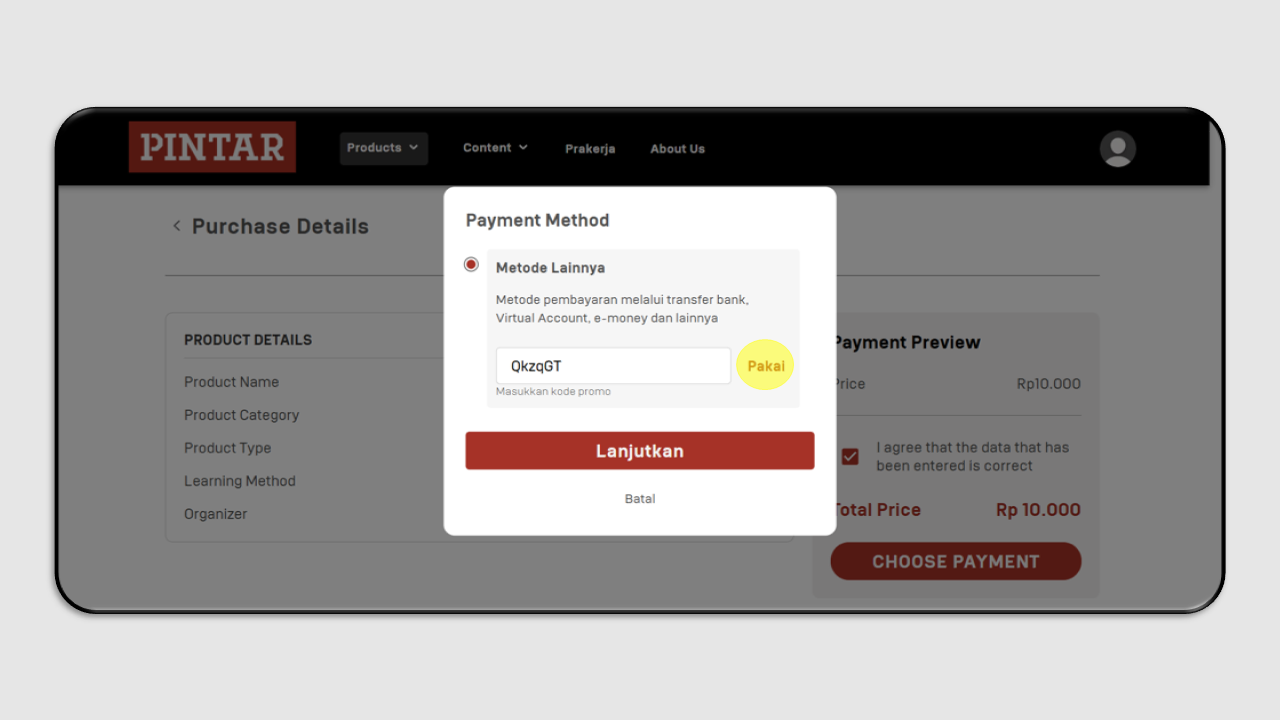 PINTAR
Products
Content
Prakerja
About Us
Purchase Details
PRODUCT DETAILS
Product Name
Product Category
Product Type
Learning Method
Organizer
Payment Method
Metode Lainnya
Metode pembayaran melalui transfer bank,
Virtual Account, e-money dan lainnya
QkzqGT
Pakai
Masukkan kode promo
Lanjutkan
Batal
Payment Preview
Price Rp10.000
I agree that the data that has
been entered is correct
Total Price Rp 10.000
CHOOSE PAYMENT